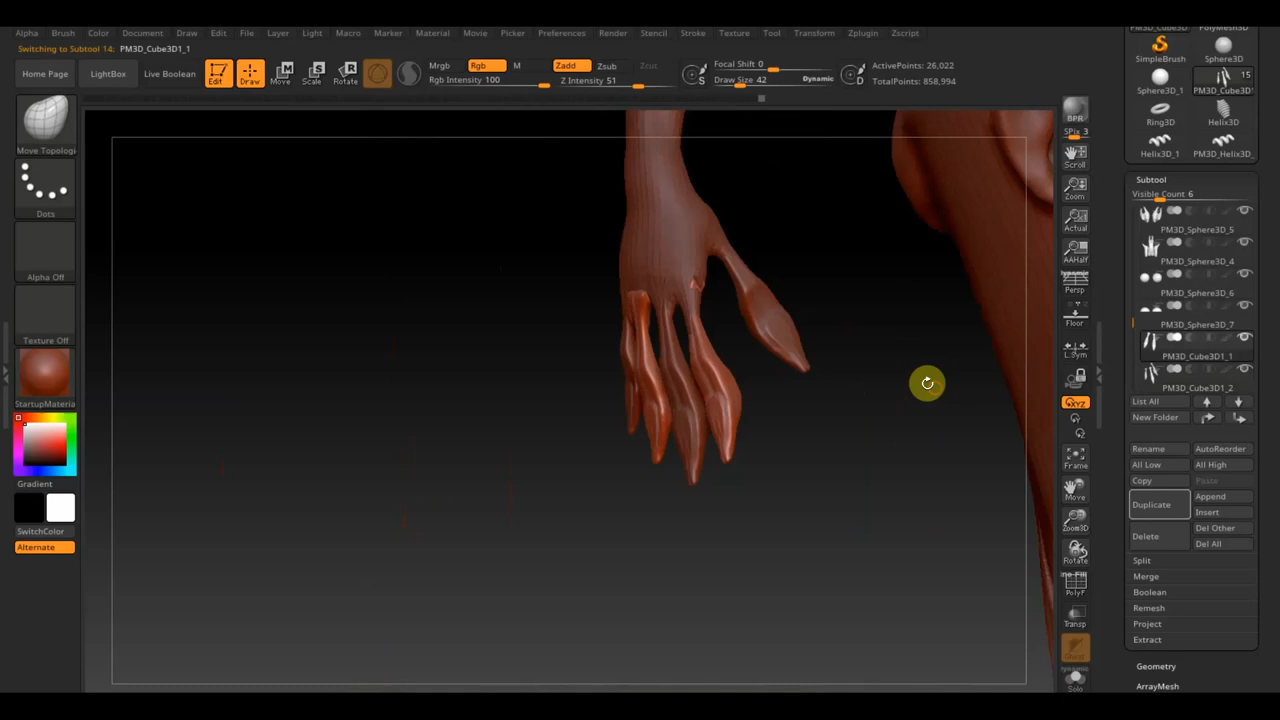 Alpha Brush Color Document Draw Edit File Layer Light Macro Marker Material Movie Picker Preferences Render Stencil Stroke Texture Tool Transform Zplugin Zscript
Switching to Subtool 14: PM3D_Cube3D1_1
Home Page LightBox Live Boolean Edit Draw Move Scale Rotate
Mrgb Rgb M
Rgb Intensity 100
Zadd Zsub Zcut
Z Intensity 51
Focal Shift 0
Draw Size 42 Dynamic
S
D
ActivePoints: 26,022
TotalPoints: 858,994
Move Topologi
Dots
Alpha Off
Texture Off
StartupMateria
Gradient
SwitchColor
Alternate
BPR
SPix 3
Scroll
Zoom
Actual
AAHalf
Persp
Floor
L.Sym
XYZ
Frame
Move
Zoom3D
Rotate
PolyF
Transp
Solo
SimpleBrush Sphere3D
Sphere3D_1 PM3D_Cube3D1
15
Ring3D Helix3D
Helix3D_1 PM3D_Helix3D_
Subtool
Visible Count 6
PM3D_Sphere3D_5
PM3D_Sphere3D_4
PM3D_Sphere3D_6
PM3D_Sphere3D_7
PM3D_Cube3D1_1
PM3D_Cube3D1_2
List All
New Folder
Rename AutoReorder
All Low All High
Copy Paste
Duplicate Append
Insert
Delete Del Other
Del All
Split
Merge
Boolean
Remesh
Project
Extract
Geometry
ArrayMesh